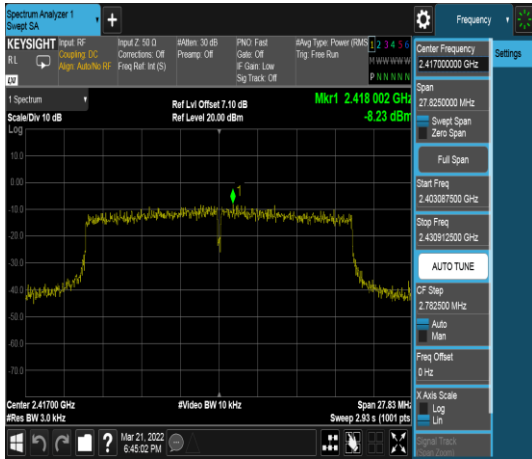 Spectrum Analyzer 1
Swept SA
+
Frequency
KEYSIGHT
RL
LXI
Input: RF
Coupling: DC
Align: Auto/No RF
Input Z: 50 Ω
Corrections: Off
Freq Ref: Int (S)
#Atten: 30 dB
Preamp: Off
PNO: Fast
Gate: Off
IF Gain: Low
Sig Track: Off
#Avg Type: Power (RMS
Trig: Free Run
1 2 3 4 5 6
M W W W W W
P N N N N N
1 Spectrum
Scale/Div 10 dB
Log
Ref Lvl Offset 7.10 dB
Ref Level 20.00 dBm
Mkr1 2.418 002 GHz
-8.23 dBm
1
10.0
0.00
-10.0
-20.0
-30.0
-40.0
-50.0
-60.0
-70.0
Center 2.41700 GHz
#Res BW 3.0 kHz
#Video BW 10 kHz
Span 27.83 MHz
Sweep 2.93 s (1001 pts
Mar 21, 2022
6:45:02 PM
Center Frequency
2.417000000 GHz
Settings
Span
27.8250000 MHz
Swept Span
Zero Span
Full Span
Start Freq
2.403087500 GHz
Stop Freq
2.430912500 GHz
AUTO TUNE
CF Step
2.782500 MHz
Auto
Man
Freq Offset
0 Hz
X Axis Scale
Log
Lin
Signal Track
(Span Zoom)